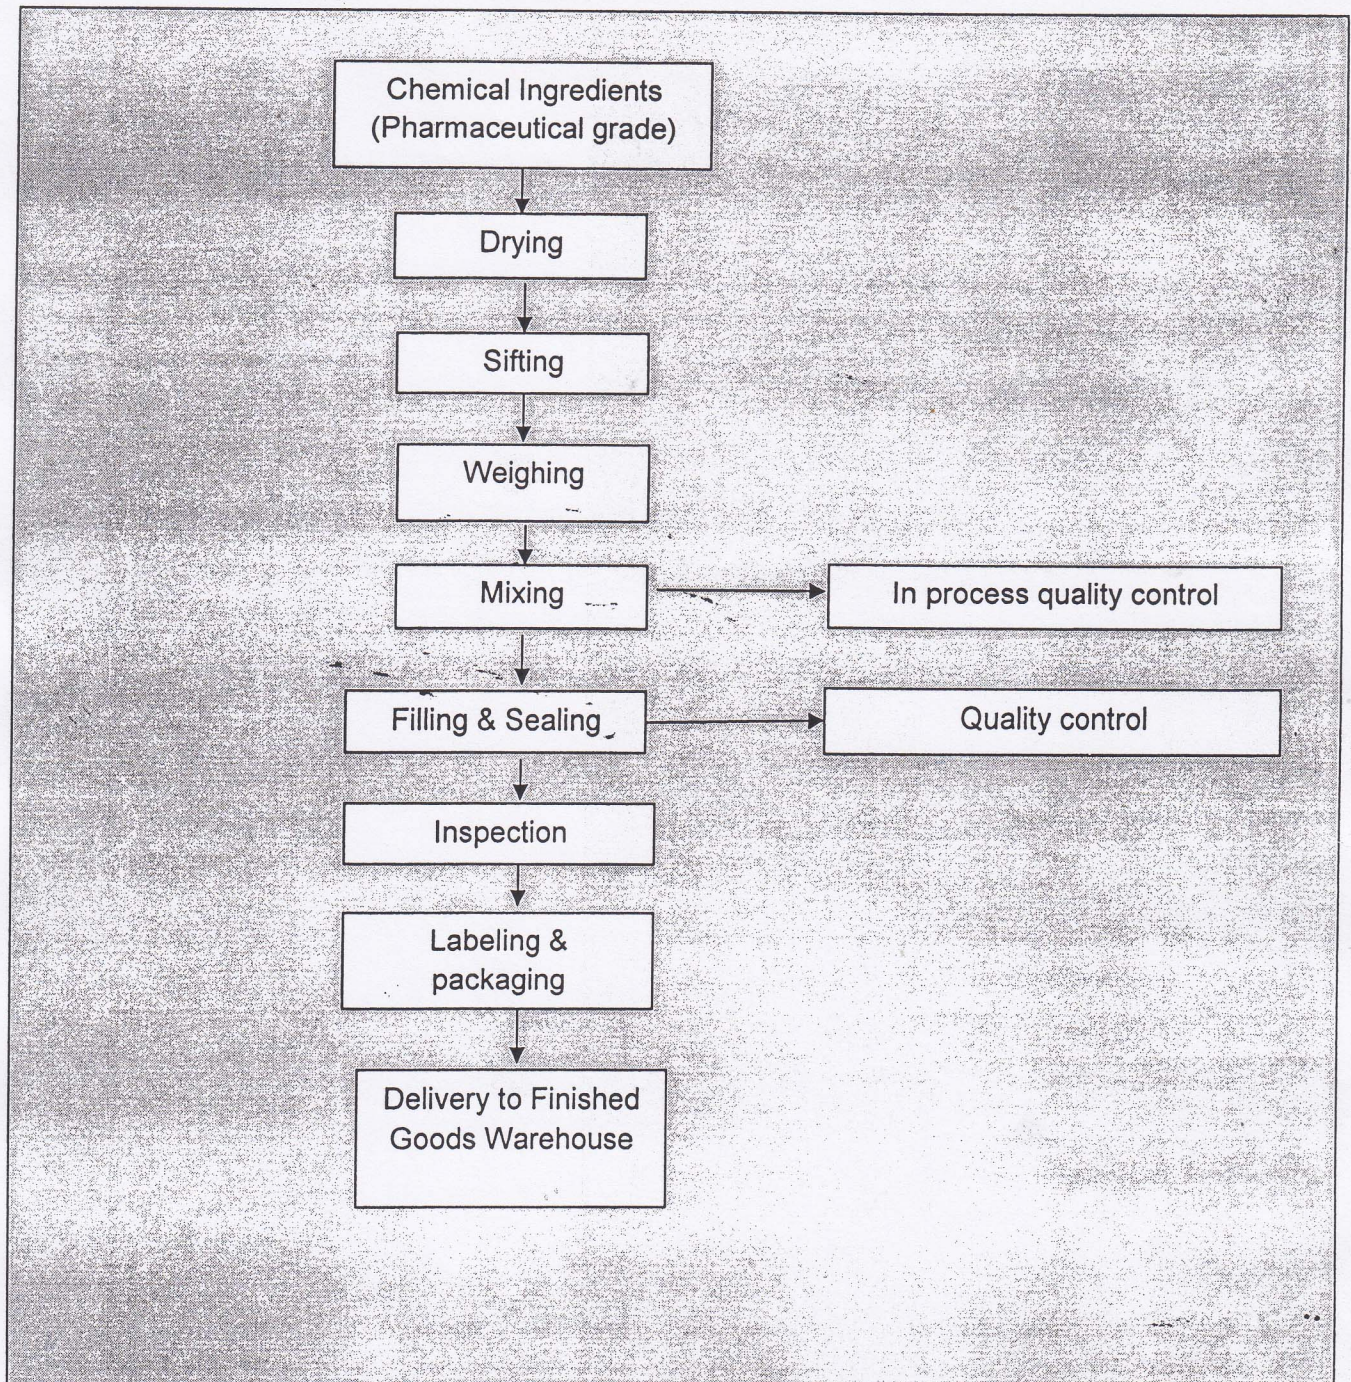 Chemical Ingredients
(Pharmaceutical grade)
Drying
Sifting
Weighing
Mixing
In process quality control
Filling & Sealing
Quality control
Inspection
Labeling &
packaging
Delivery to Finished
Goods Warehouse